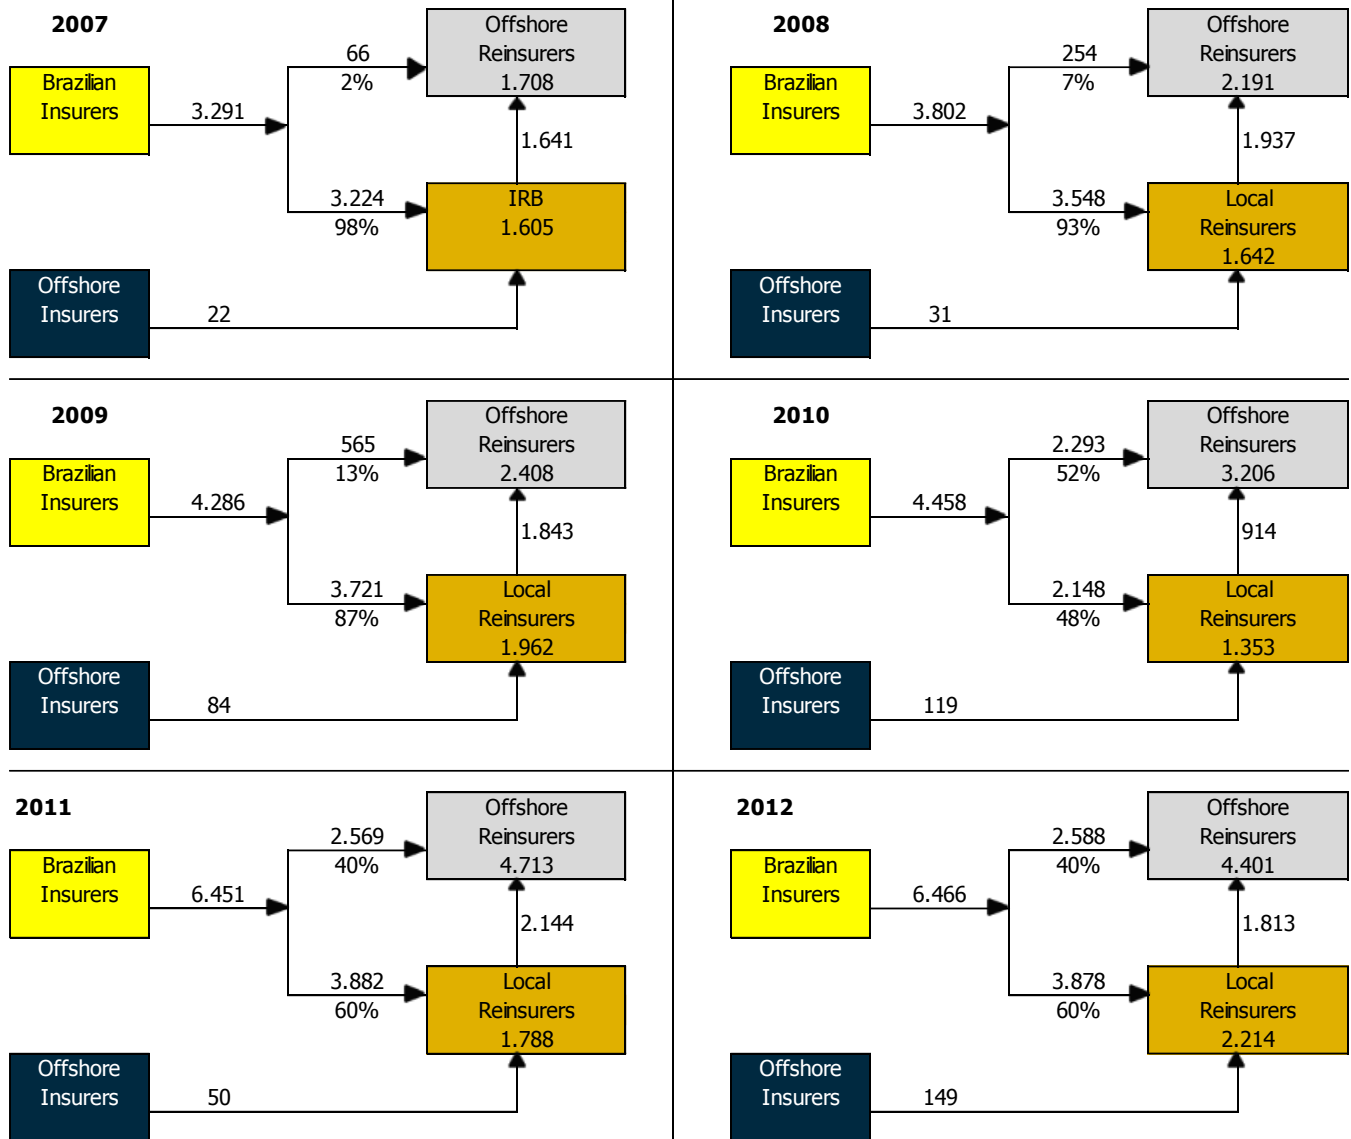 2007
Offshore
Reinsurers
1.708
66
2%
Brazilian
Insurers
3.291
1.641
3.224
98%
IRB
1.605
Offshore
Insurers
22
2008
Offshore
Reinsurers
2.191
254
7%
Brazilian
Insurers
3.802
1.937
3.548
93%
Local
Reinsurers
1.642
Offshore
Insurers
31
2009
Offshore
Reinsurers
2.408
565
13%
Brazilian
Insurers
4.286
1.843
3.721
87%
Local
Reinsurers
1.962
Offshore
Insurers
84
2010
Offshore
Reinsurers
3.206
2.293
52%
Brazilian
Insurers
4.458
914
2.148
48%
Local
Reinsurers
1.353
Offshore
Insurers
119
2011
Offshore
Reinsurers
4.713
2.569
40%
Brazilian
Insurers
6.451
2.144
3.882
60%
Local
Reinsurers
1.788
Offshore
Insurers
50
2012
Offshore
Reinsurers
4.401
2.588
40%
Brazilian
Insurers
6.466
1.813
3.878
60%
Local
Reinsurers
2.214
Offshore
Insurers
149